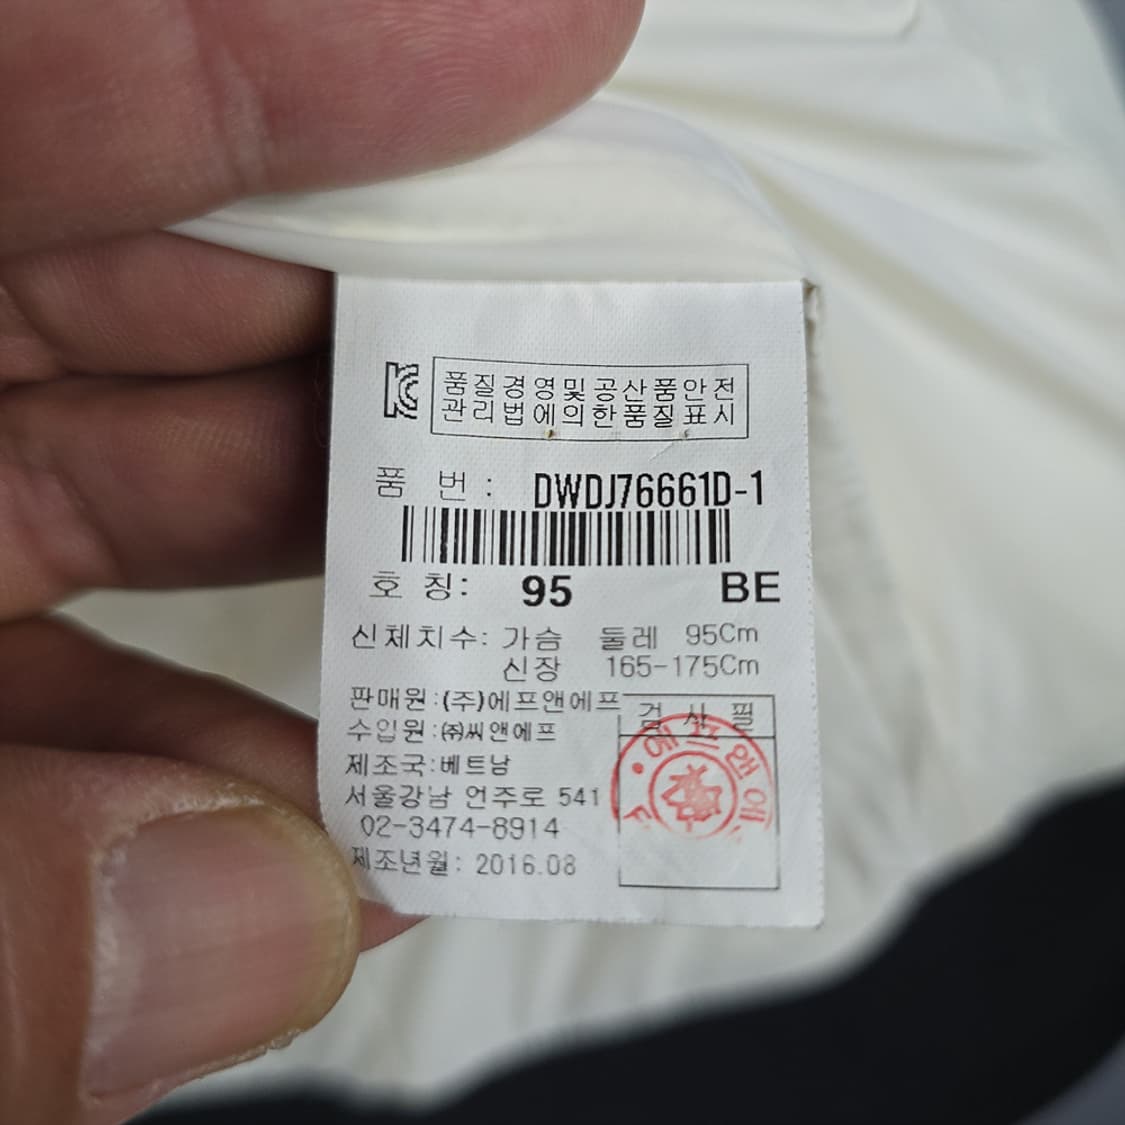 품질경영및공산품안전
관리법에의한품질표시
품 번 : DWDJ76661D-1
호 칭: 95 BE
신체치수: 가슴 둘레 95Cm
신장 165-175Cm
판매원:(주)에프앤에프
수입원:㈜씨앤에프
제조국:베트남
서울강남 언주로 541
02-3474-8914
제조년월: 2016.08
검 사 필
에프앤에